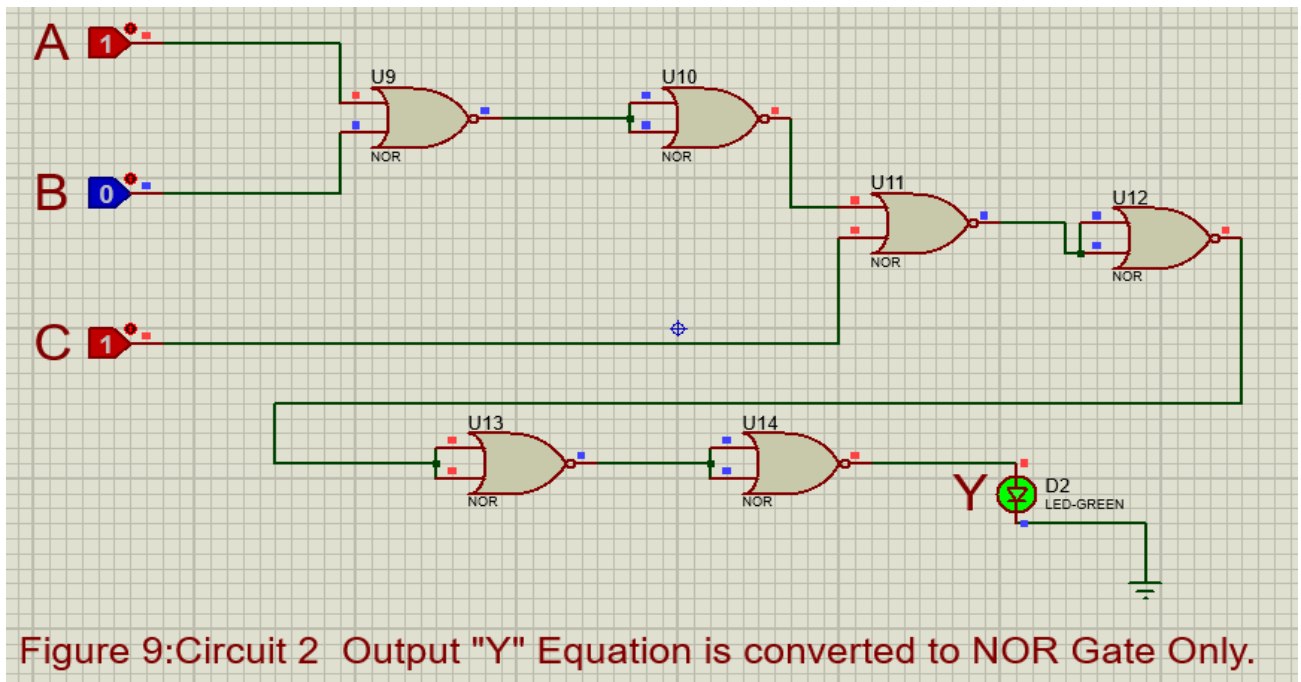 A 1
U9
NOR
U10
NOR
B 0
U11
NOR
U12
NOR
C 1
U13
NOR
U14
NOR
Y
D2
LED-GREEN
Figure 9:Circuit 2 Output "Y" Equation is converted to NOR Gate Only.